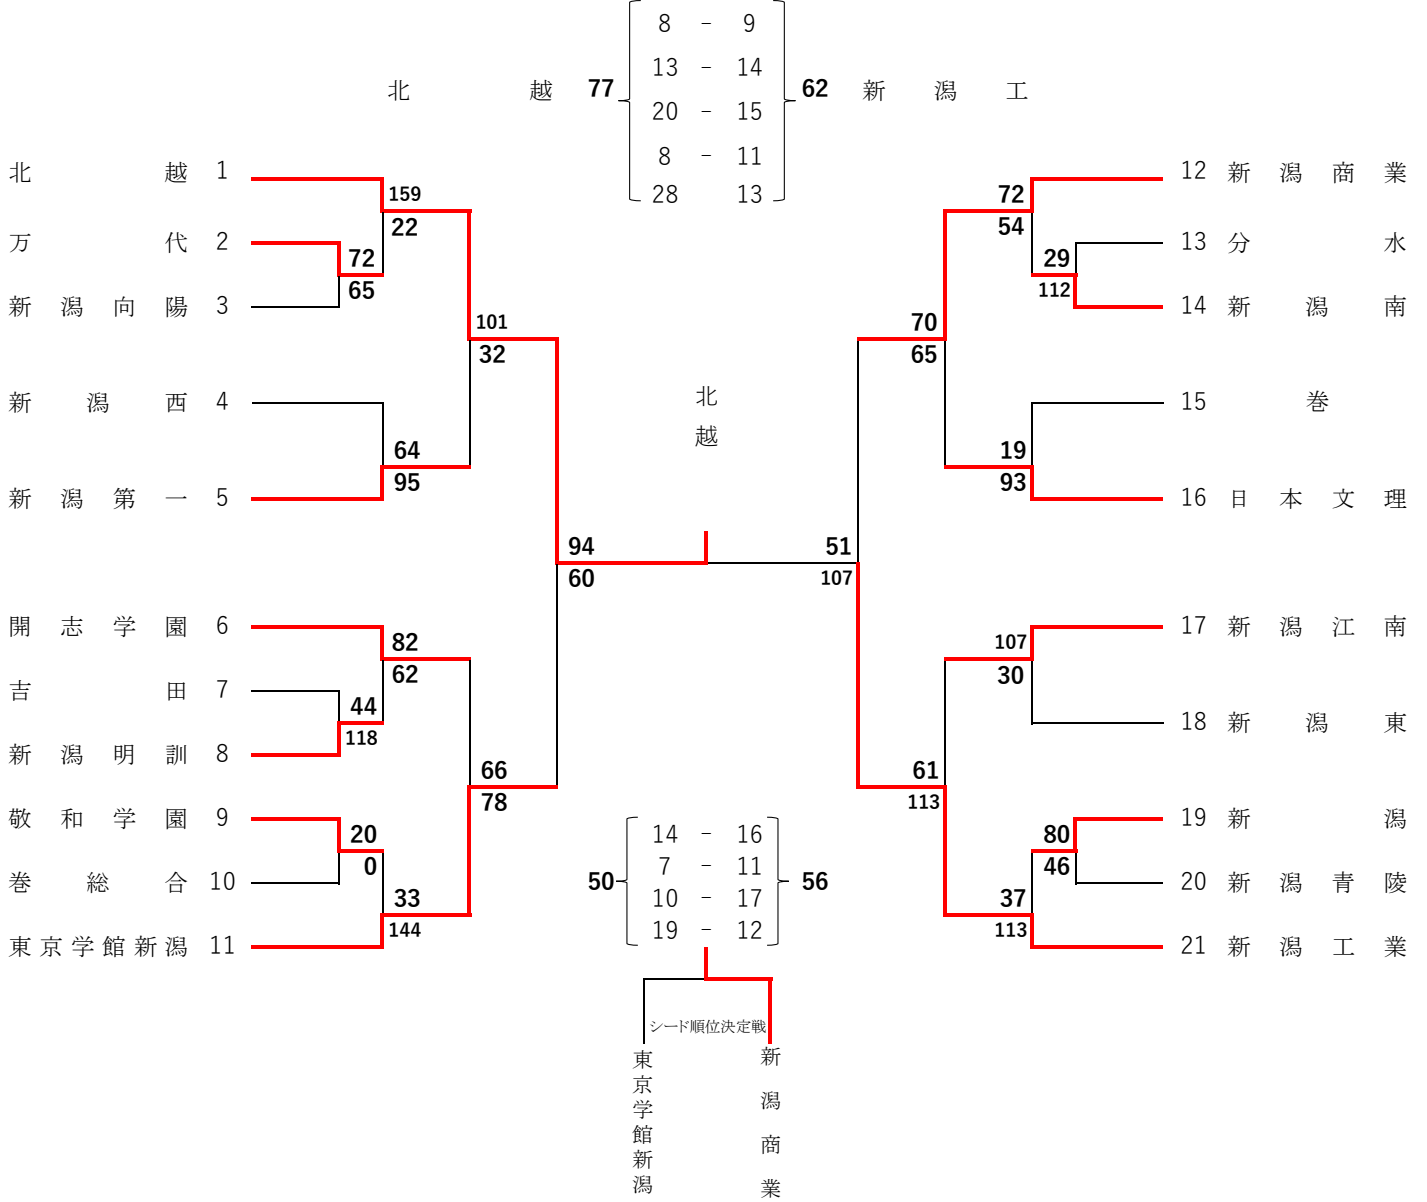 8 － 9
13 － 14
北越 77 20 － 15 62 新潟工
8 － 11
28 13
北越 1
万代 2
新潟向陽 3
新潟西 4
新潟第一 5
開志学園 6
吉田 7
新潟明訓 8
敬和学園 9
巻総合 10
東京学館新潟 11
159
22
72
65
101
32
64
95
94
60
82
62
44
118
66
78
20
0
33
144
北越
12 新潟商業
13 分水
14 新潟南
15 巻
16 日本文理
17 新潟江南
18 新潟東
19 新潟
20 新潟青陵
21 新潟工業
72
54
29
112
70
65
19
93
51
107
107
30
61
113
80
46
37
113
14 － 16
7 － 11
50 10 － 17 56
19 － 12
シード順位決定戦
東京学館新潟
新潟商業